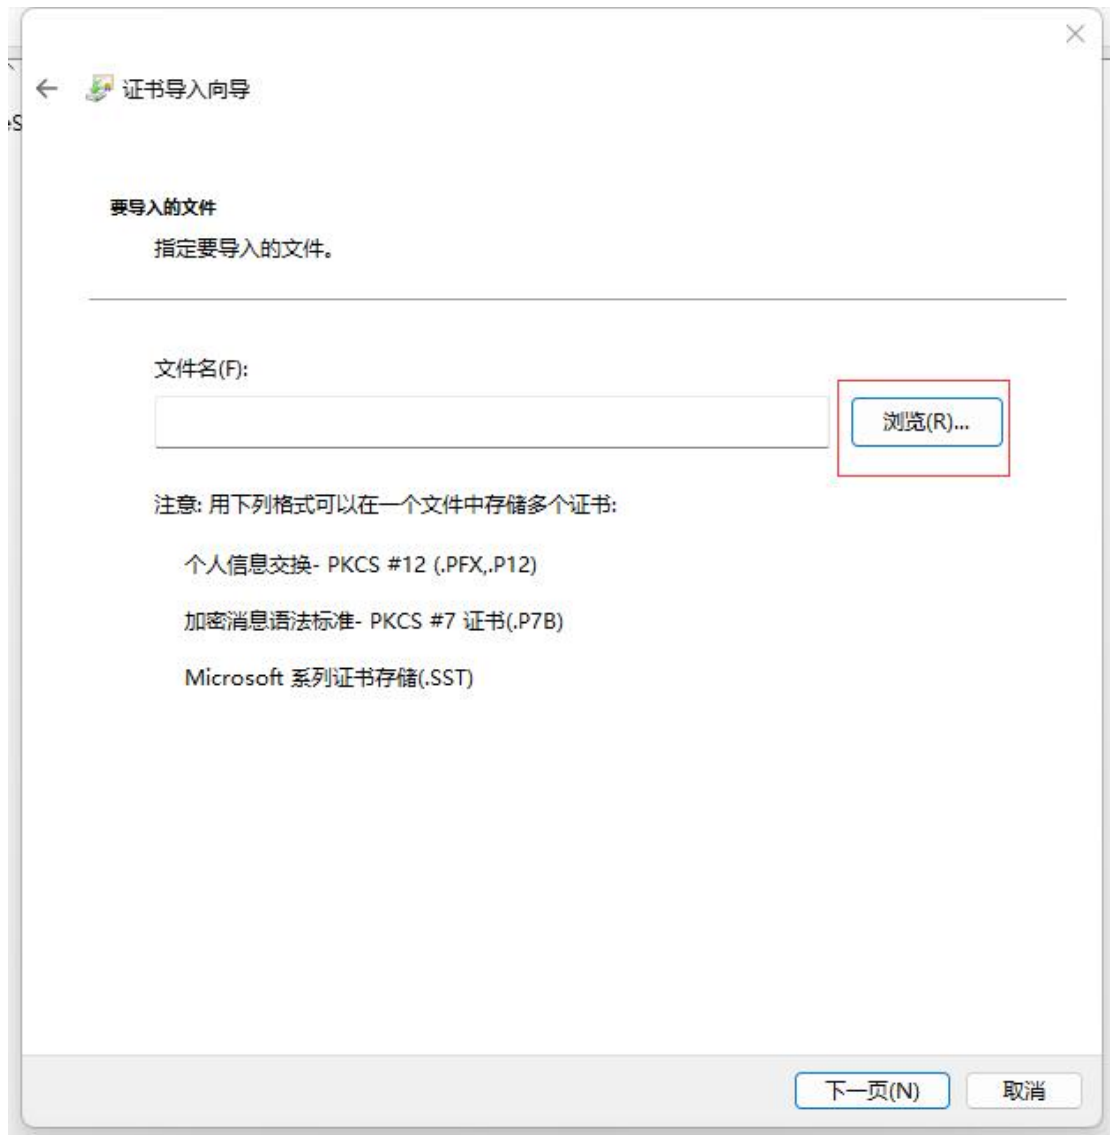 证书导入向导
eS
要导入的文件
指定要导入的文件。
文件名(F):
浏览(R)...
注意: 用下列格式可以在一个文件中存储多个证书:
个人信息交换- PKCS #12 (.PFX,.P12)
加密消息语法标准- PKCS #7 证书(.P7B)
Microsoft 系列证书存储(.SST)
下一页(N)
取消